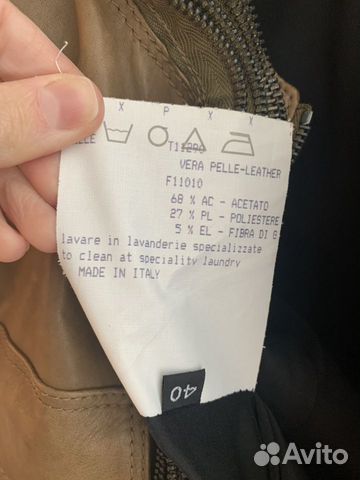 X P X X
T11290
VERA PELLE-LEATHER
F11010
68 % AC - ACETATO
27 % PL - POLIESTERE
5 % EL - FIBRA DI
lavare in lavanderie specializzate
to clean at speciality laundry
MADE IN ITALY
40
Avito